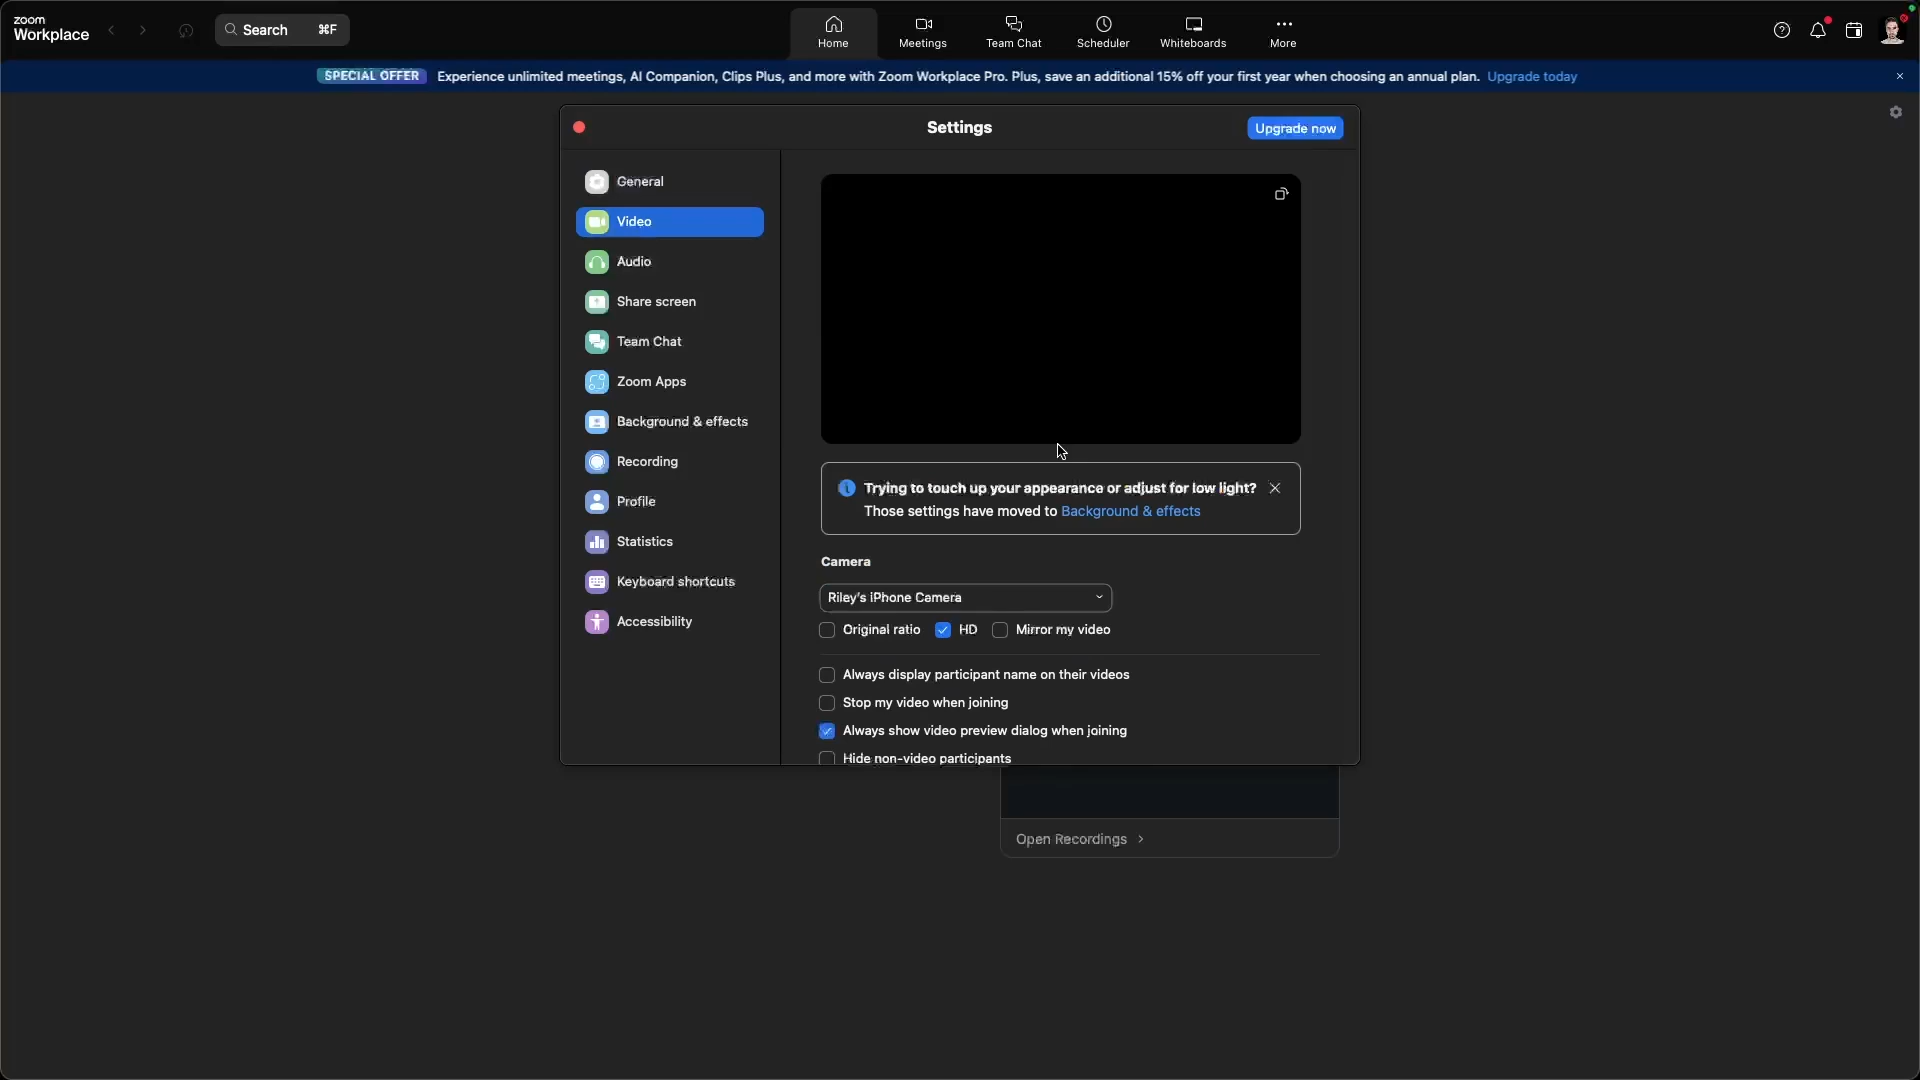 zoom
Workplace
Search ⌘F
Home
Meetings
Team Chat
Scheduler
Whiteboards
More
SPECIAL OFFER Experience unlimited meetings, AI Companion, Clips Plus, and more with Zoom Workplace Pro. Plus, save an additional 15% off your first year when choosing an annual plan. Upgrade today
Settings
Upgrade now
General
Video
Audio
Share screen
Team Chat
Zoom Apps
Background & effects
Recording
Profile
Statistics
Keyboard shortcuts
Accessibility
Trying to touch up your appearance or adjust for low light?
Those settings have moved to Background & effects
Camera
Riley's iPhone Camera
Original ratio HD Mirror my video
Always display participant name on their videos
Stop my video when joining
Always show video preview dialog when joining
Hide non-video participants
Open Recordings